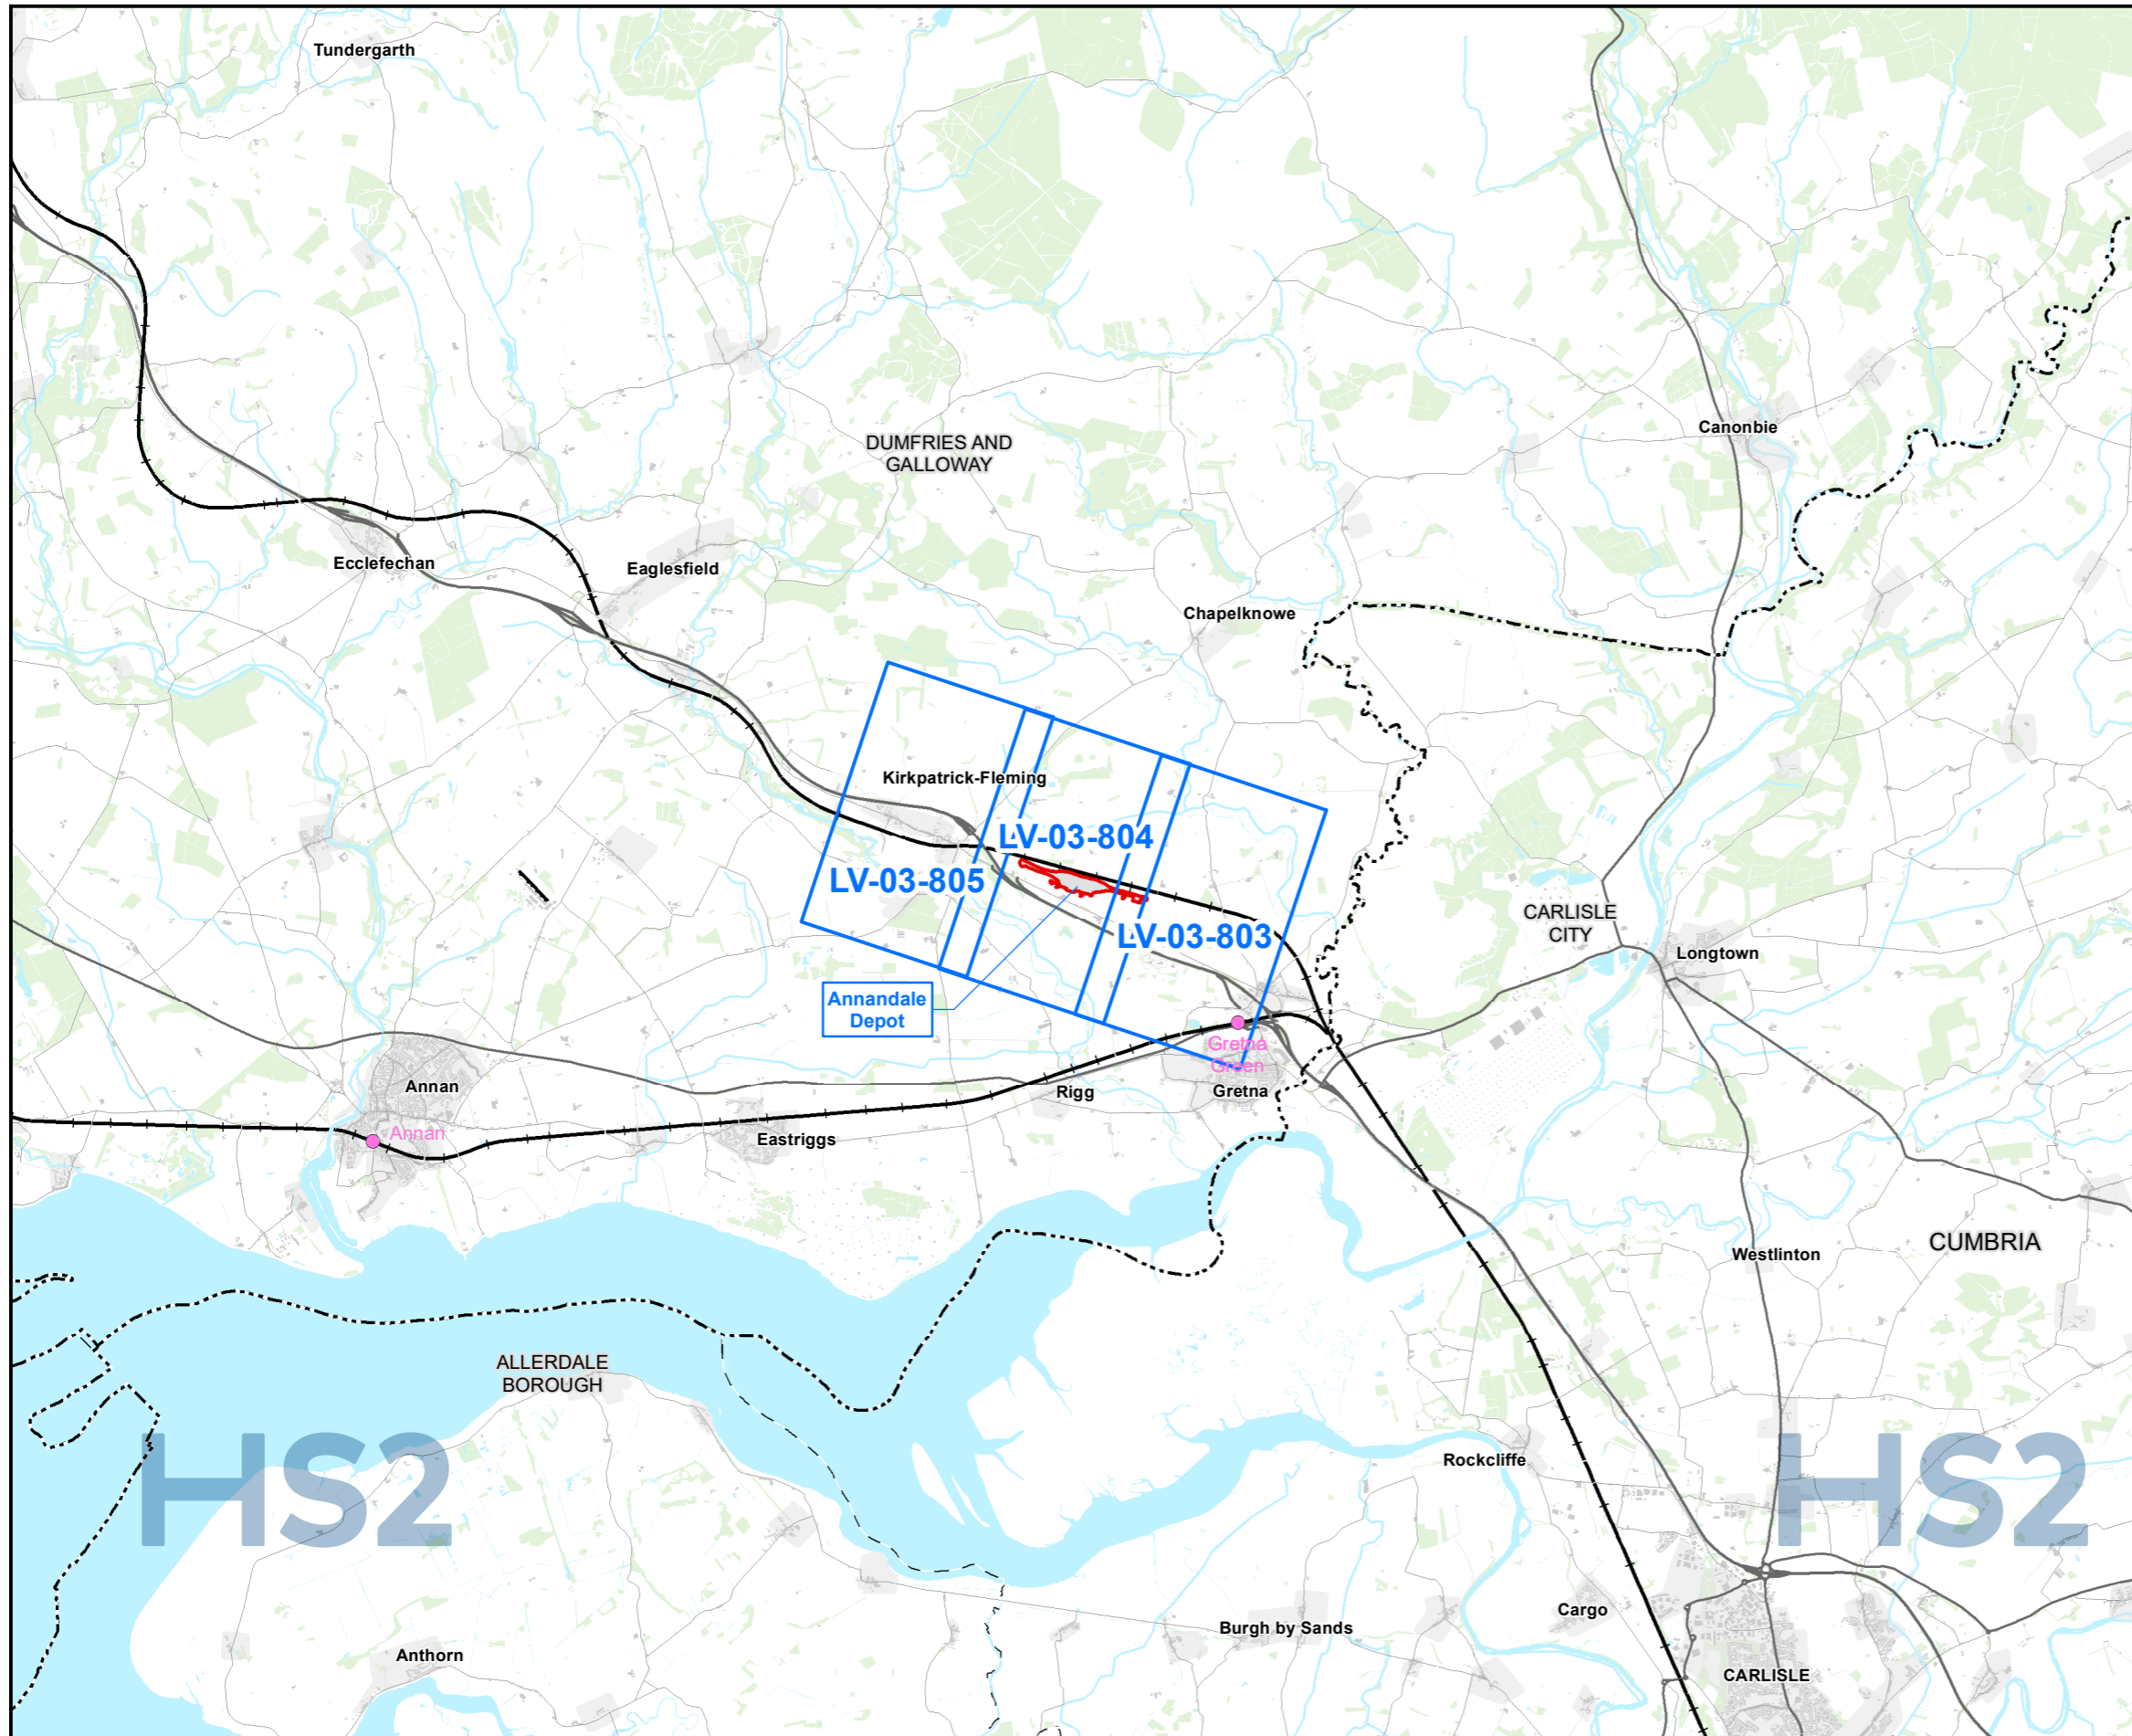 Tundergarth
DUMFRIES AND
GALLOWAY
Canonbie
Ecclefechan
Eaglesfield
Chapelknowe
Kirkpatrick-Fleming
LV-03-804
LV-03-805
LV-03-803
CARLISLE
CITY
Longtown
Annandale
Depot
Gretna
Green
Gretna
Annan
Rigg
Annan
Eastriggs
CUMBRIA
Westlinton
ALLERDALE
BOROUGH
HS2
HS2
Rockcliffe
Cargo
Burgh by Sands
Anthorn
CARLISLE